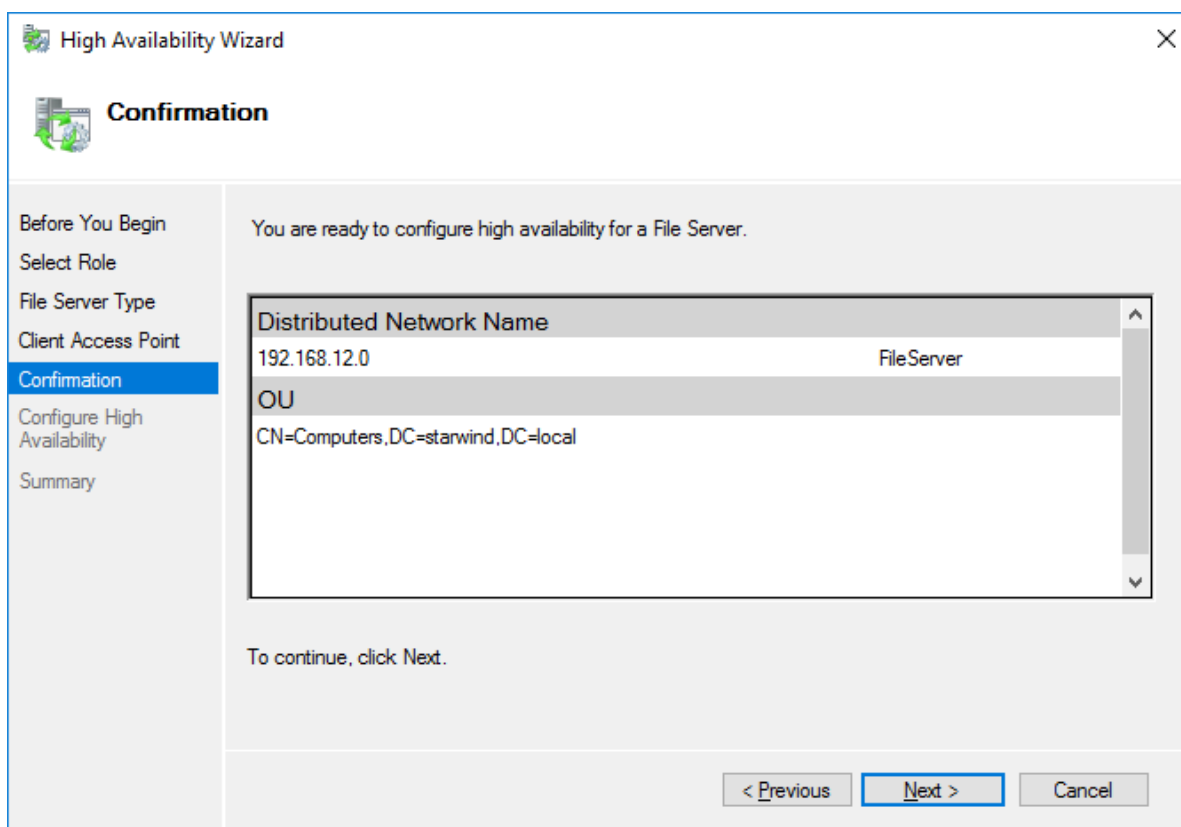 High Availability Wizard
Confirmation
Before You Begin
Select Role
File Server Type
Client Access Point
Confirmation
Configure High
Availability
Summary
You are ready to configure high availability for a File Server.
Distributed Network Name
192.168.12.0 FileServer
OU
CN=Computers,DC=starwind,DC=local
To continue, click Next.
< Previous Next > Cancel